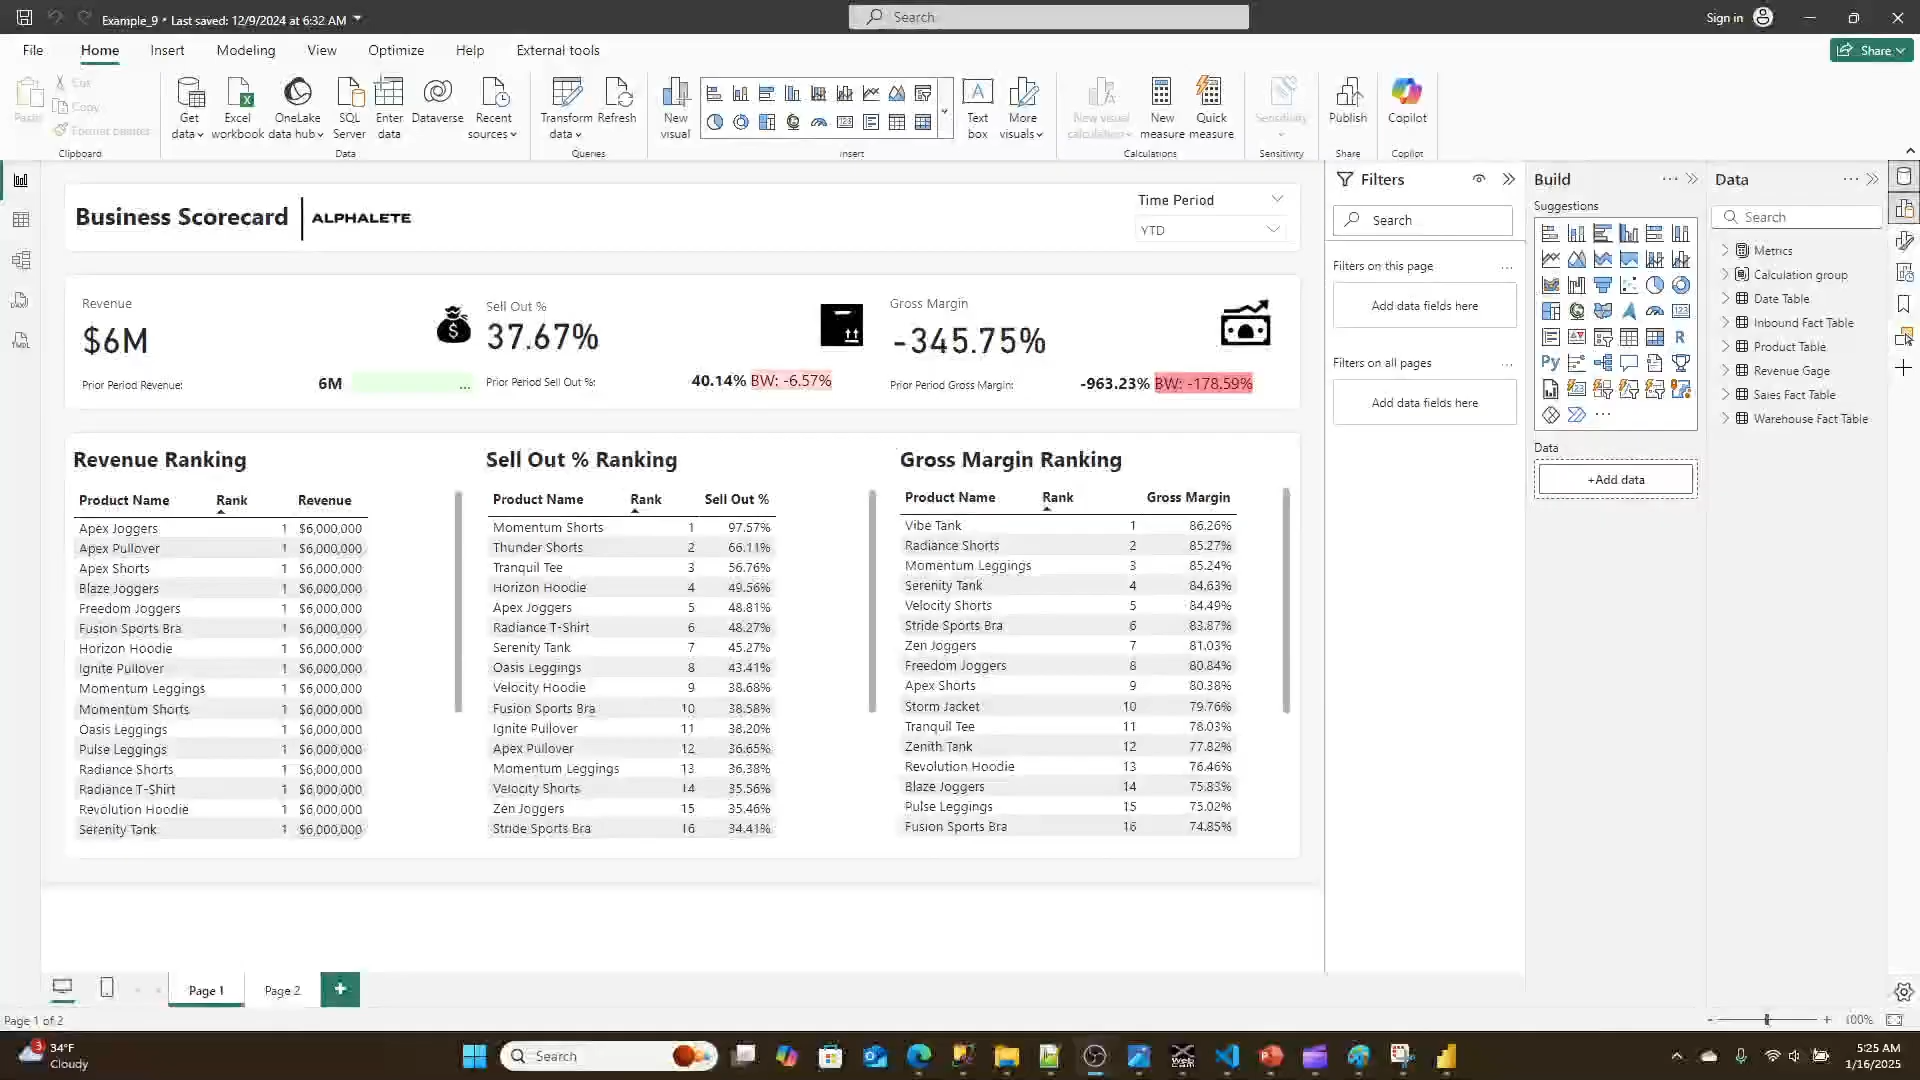 Example_9 • Last saved: 12/9/2024 at 6:32 AM
Search
Sign in
File Home Insert Modeling View Optimize Help External tools
Share
Paste
Cut
Copy
Format painter
Clipboard
Get data
Excel workbook
OneLake data hub
SQL Server
Enter data
Dataverse
Recent sources
Data
Transform data
Refresh
Queries
New visual
Text box
More visuals
Insert
New visual calculation
New measure
Quick measure
Calculations
Sensitivity
Sensitivity
Publish
Share
Copilot
Copilot
Business Scorecard
ALPHALETE
Time Period
YTD
Revenue
$6M
Prior Period Revenue:
6M
...
Sell Out %
37.67%
Prior Period Sell Out %:
40.14% BW: -6.57%
Gross Margin
-345.75%
Prior Period Gross Margin:
-963.23% BW: -178.59%
Revenue Ranking
Product Name Rank Revenue
Apex Joggers 1 $6,000,000
Apex Pullover 1 $6,000,000
Apex Shorts 1 $6,000,000
Blaze Joggers 1 $6,000,000
Freedom Joggers 1 $6,000,000
Fusion Sports Bra 1 $6,000,000
Horizon Hoodie 1 $6,000,000
Ignite Pullover 1 $6,000,000
Momentum Leggings 1 $6,000,000
Momentum Shorts 1 $6,000,000
Oasis Leggings 1 $6,000,000
Pulse Leggings 1 $6,000,000
Radiance Shorts 1 $6,000,000
Radiance T-Shirt 1 $6,000,000
Revolution Hoodie 1 $6,000,000
Serenity Tank 1 $6,000,000
Sell Out % Ranking
Product Name Rank Sell Out %
Momentum Shorts 1 97.57%
Thunder Shorts 2 66.11%
Tranquil Tee 3 56.76%
Horizon Hoodie 4 49.56%
Apex Joggers 5 48.81%
Radiance T-Shirt 6 48.27%
Serenity Tank 7 45.27%
Oasis Leggings 8 43.41%
Velocity Hoodie 9 38.68%
Fusion Sports Bra 10 38.58%
Ignite Pullover 11 38.20%
Apex Pullover 12 36.65%
Momentum Leggings 13 36.38%
Velocity Shorts 14 35.56%
Zen Joggers 15 35.46%
Stride Sports Bra 16 34.41%
Gross Margin Ranking
Product Name Rank Gross Margin
Vibe Tank 1 86.26%
Radiance Shorts 2 85.27%
Momentum Leggings 3 85.24%
Serenity Tank 4 84.63%
Velocity Shorts 5 84.49%
Stride Sports Bra 6 83.87%
Zen Joggers 7 81.03%
Freedom Joggers 8 80.84%
Apex Shorts 9 80.38%
Storm Jacket 10 79.76%
Tranquil Tee 11 78.03%
Zenith Tank 12 77.82%
Revolution Hoodie 13 76.46%
Blaze Joggers 14 75.83%
Pulse Leggings 15 75.02%
Fusion Sports Bra 16 74.85%
Filters
Search
Filters on this page
...
Add data fields here
Filters on all pages
...
Add data fields here
Build
...
Suggestions
R
Py
...
Data
+Add data
Data
...
Search
Metrics
Calculation group
Date Table
Inbound Fact Table
Product Table
Revenue Gage
Sales Fact Table
Warehouse Fact Table
DAX
TMDL
Page 1
Page 2
+
Page 1 of 2
- + 100%
3
34°F
Cloudy
Search
5:25 AM
1/16/2025